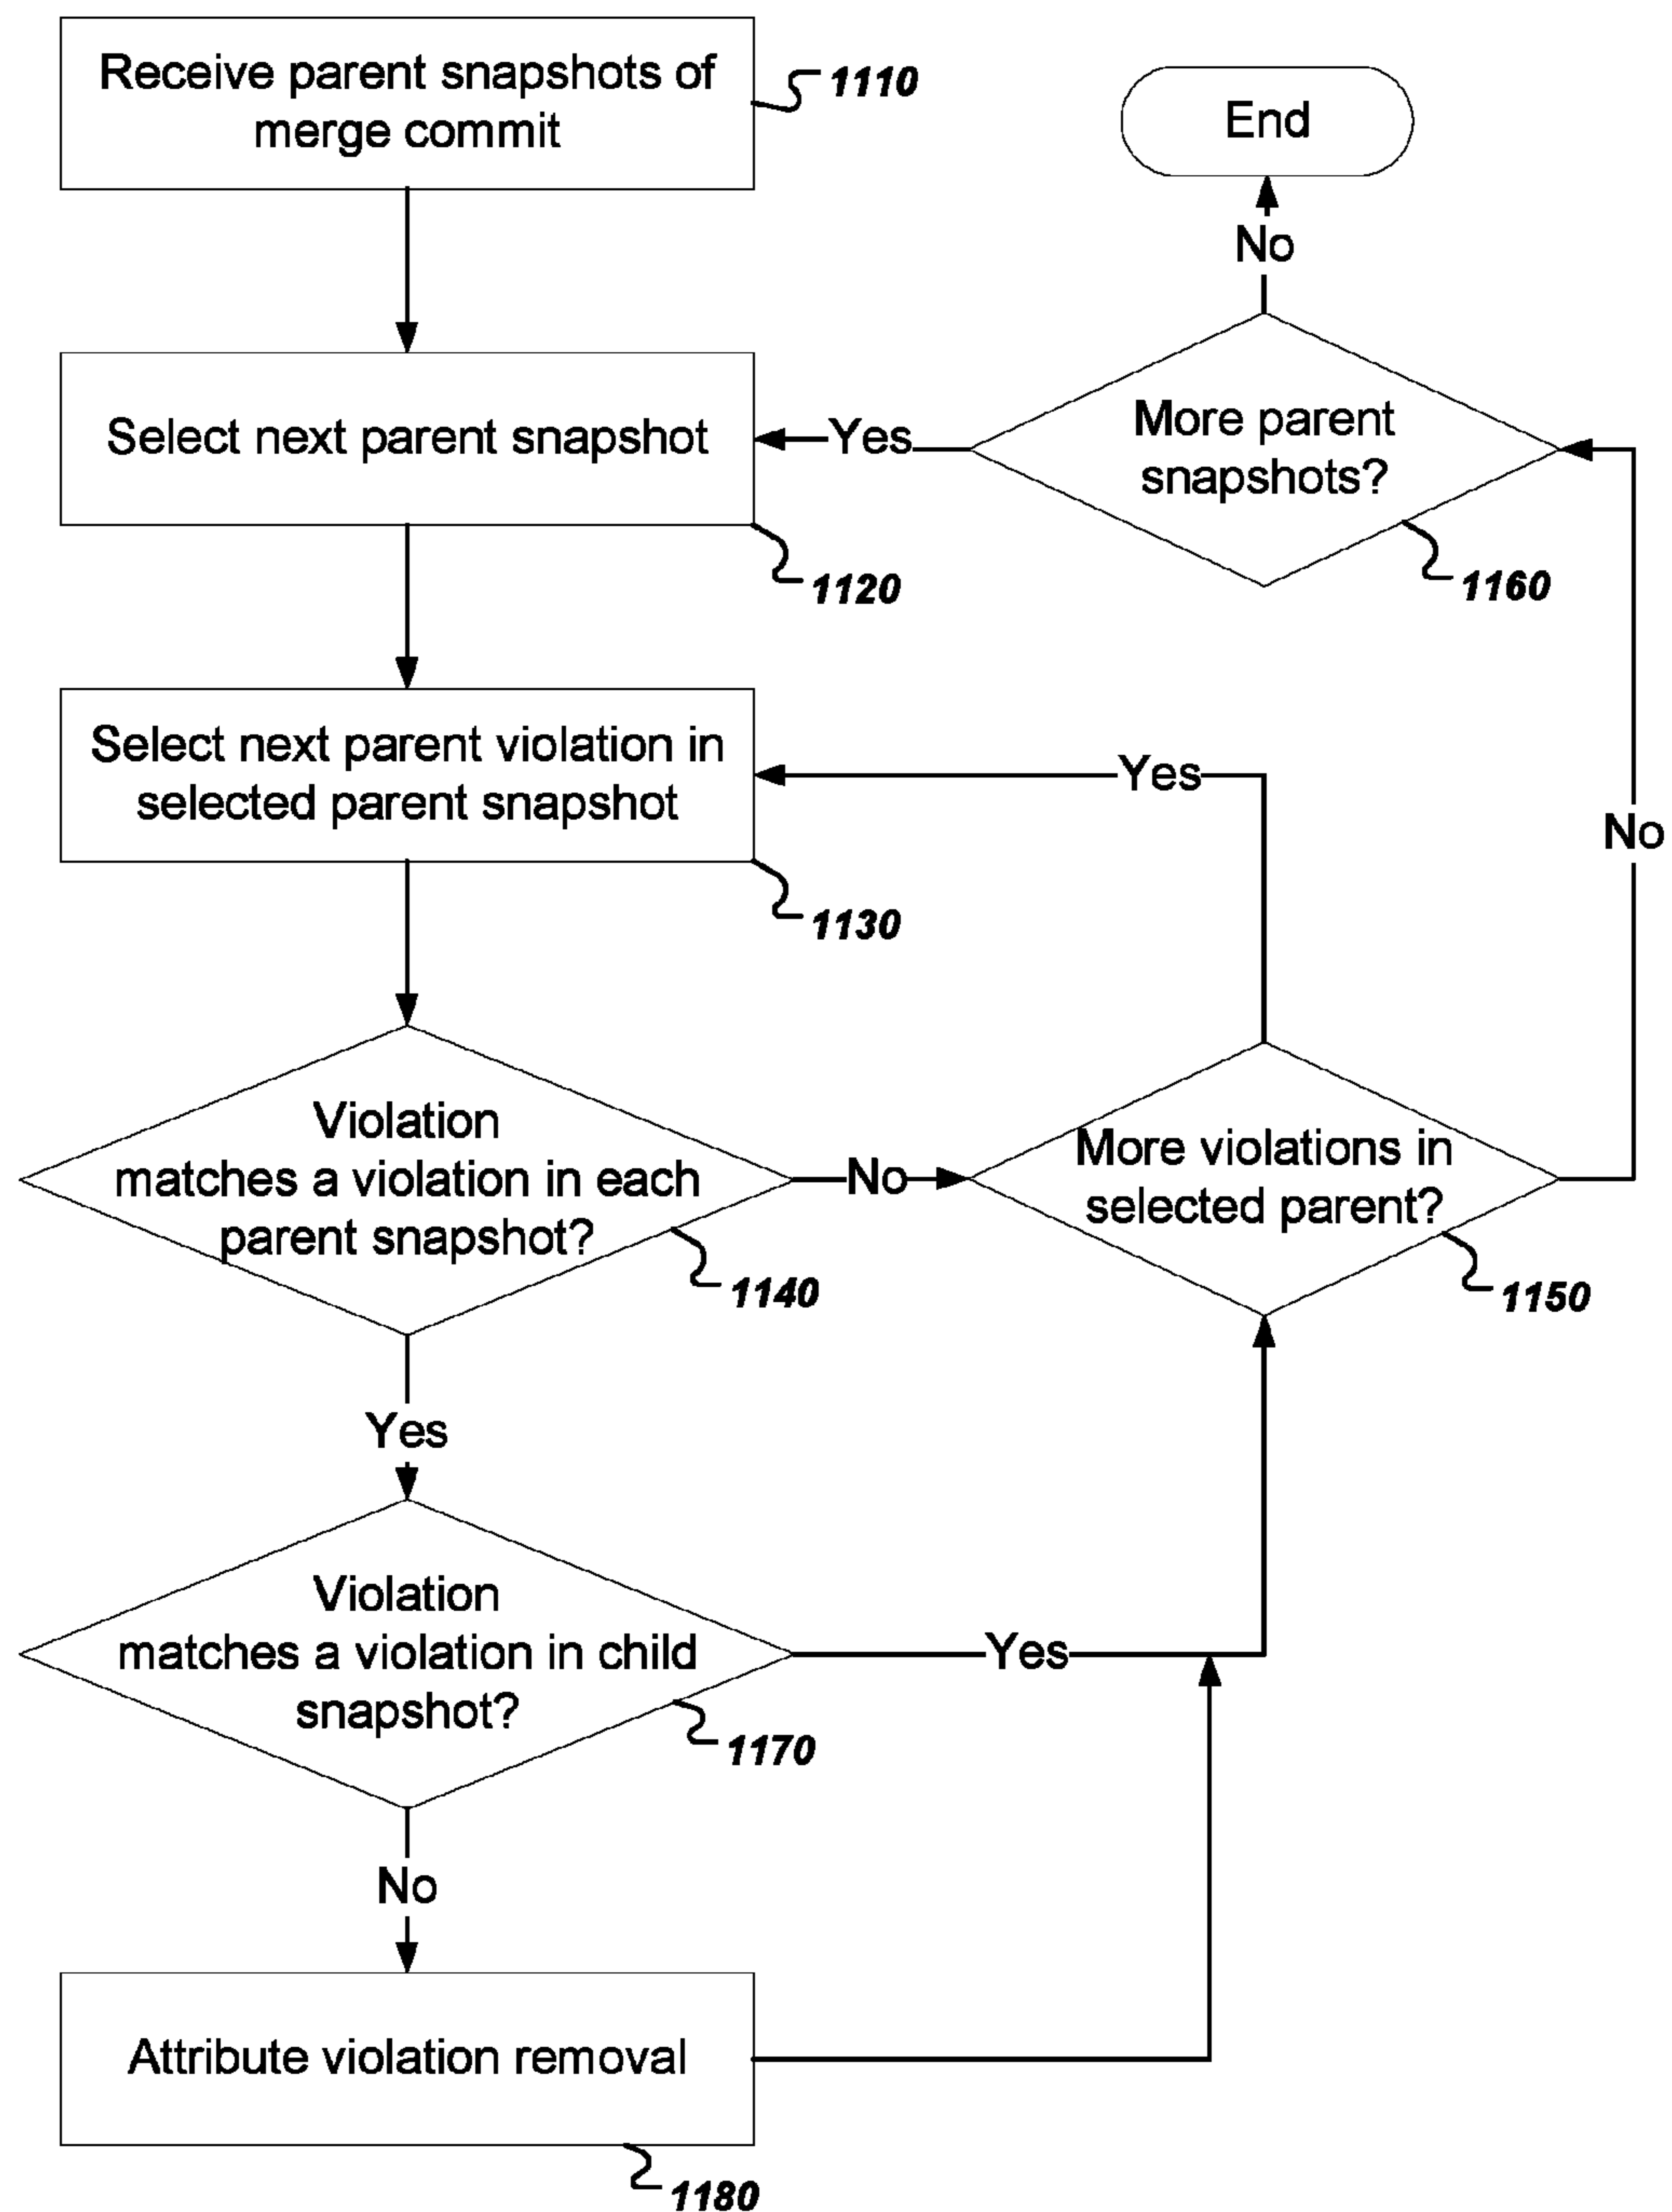 Receive parent snapshots of
merge commit
1110
End
No
Select next parent snapshot
1120
Yes
More parent
snapshots?
1160
Select next parent violation in
selected parent snapshot
1130
Yes
No
Violation
matches a violation in each
parent snapshot?
1140
No
More violations in
selected parent?
1150
Yes
Violation
matches a violation in child
snapshot?
1170
Yes
No
Attribute violation removal
1180